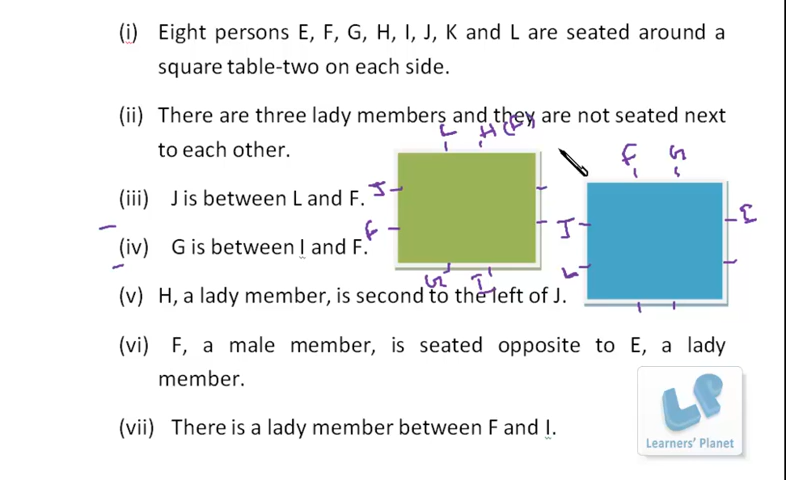 (i) Eight persons E, F, G, H, I, J, K and L are seated around a
square table-two on each side.
(ii) There are three lady members and they are not seated next
to each other.
L H (F)
F G
(iii) J is between L and F.
J
I
(iv) G is between I and F.
F
J
L
G I
(v) H, a lady member, is second to the left of J.
(vi) F, a male member, is seated opposite to E, a lady
member.
(vii) There is a lady member between F and I.
LP
Learners' Planet